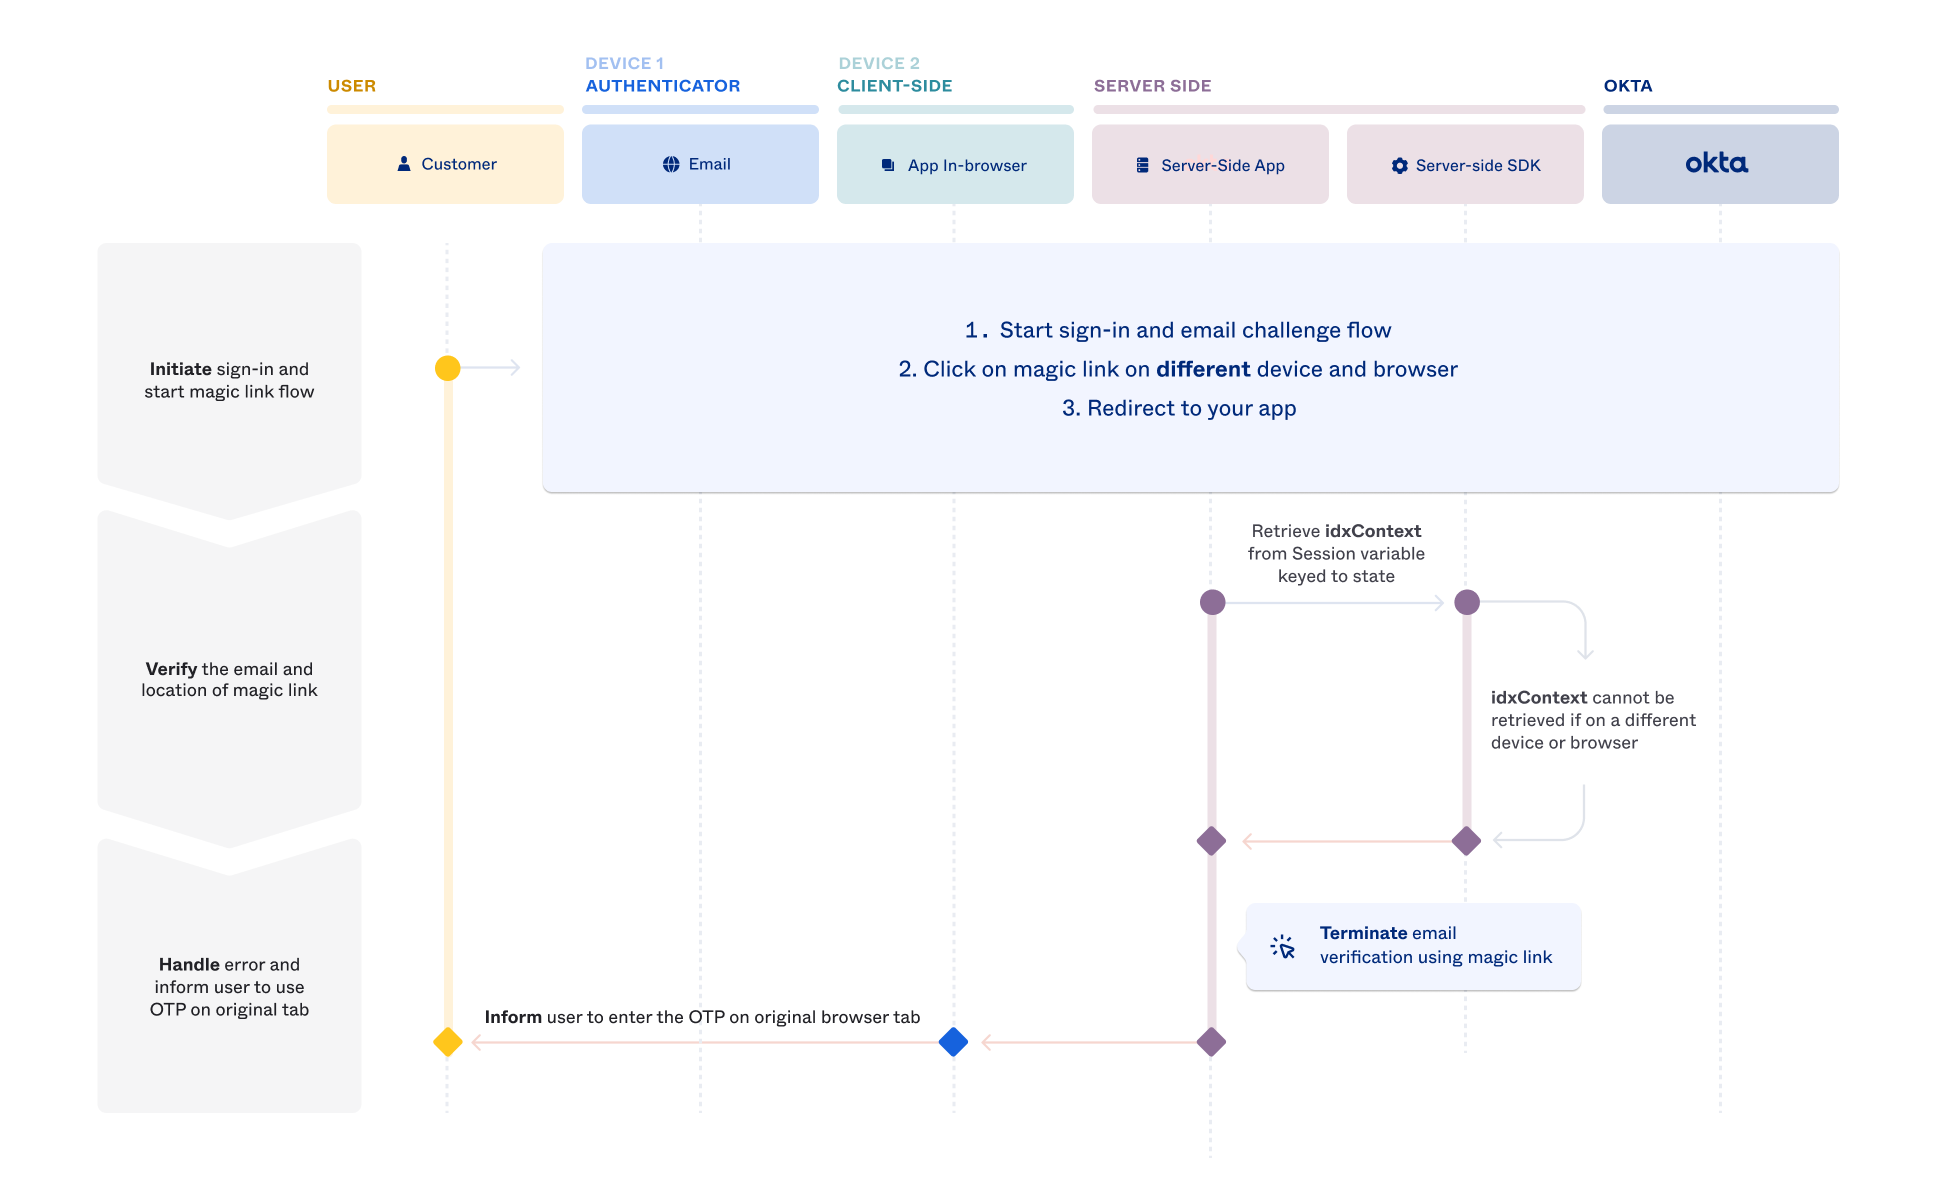 DEVICE 1
DEVICE 2
USER
AUTHENTICATOR
CLIENT-SIDE
SERVER SIDE
OKTA
Customer
Email
App In-browser
Server-Side App
Server-side SDK
okta
Initiate sign-in and
start magic link flow
1. Start sign-in and email challenge flow
2. Click on magic link on different device and browser
3. Redirect to your app
Verify the email and
location of magic link
Retrieve idxContext
from Session variable
keyed to state
idxContext cannot be
retrieved if on a different
device or browser
Handle error and
inform user to use
OTP on original tab
Terminate email
verification using magic link
Inform user to enter the OTP on original browser tab